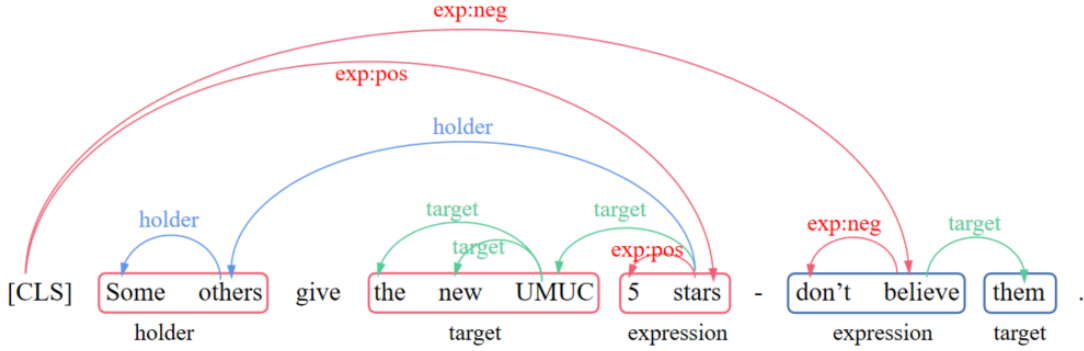 exp:neg
exp:pos
holder
holder
target
target
target
exp:pos
exp:neg
target
[CLS] Some others give the new UMUC 5 stars - don't believe them .
holder target expression expression target